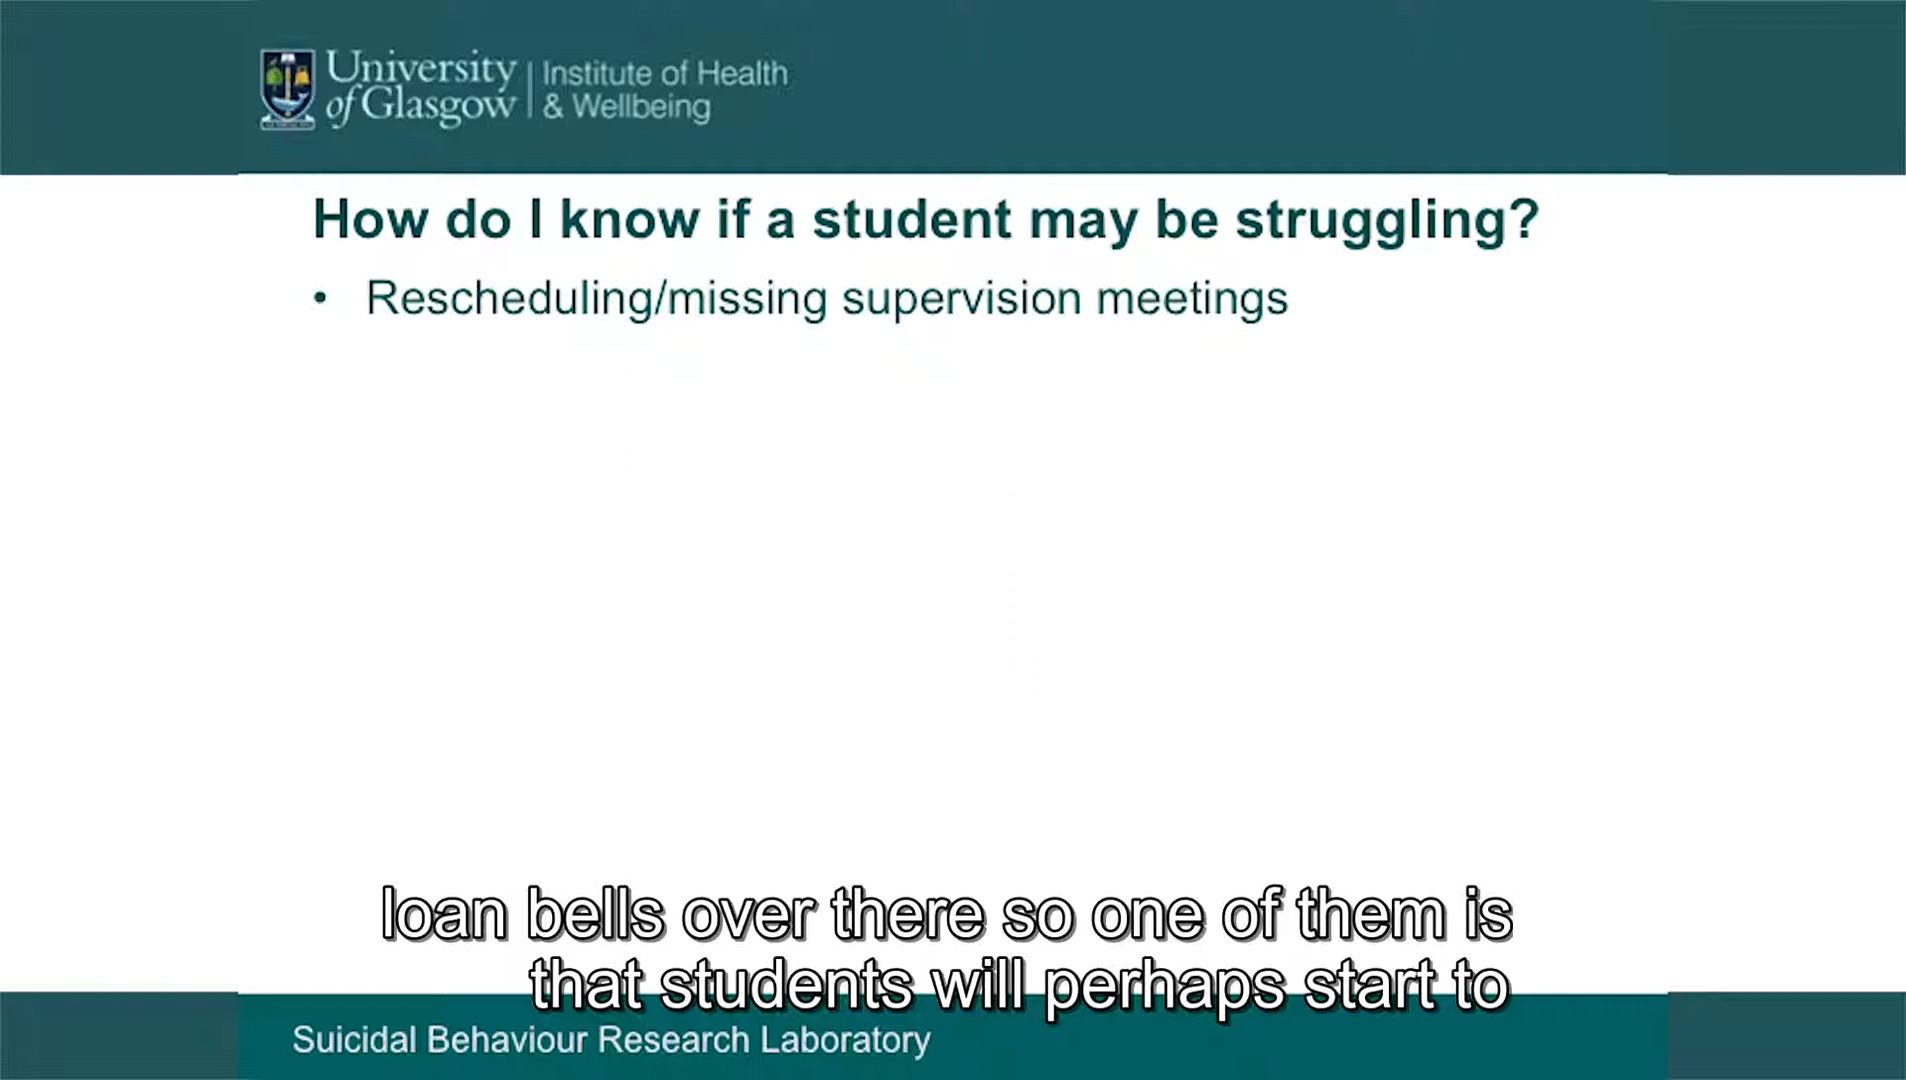 University
of Glasgow
Institute of Health
& Wellbeing
How do I know if a student may be struggling?
• Rescheduling/missing supervision meetings
loan bells over there so one of them is
that students will perhaps start to
Suicidal Behaviour Research Laboratory